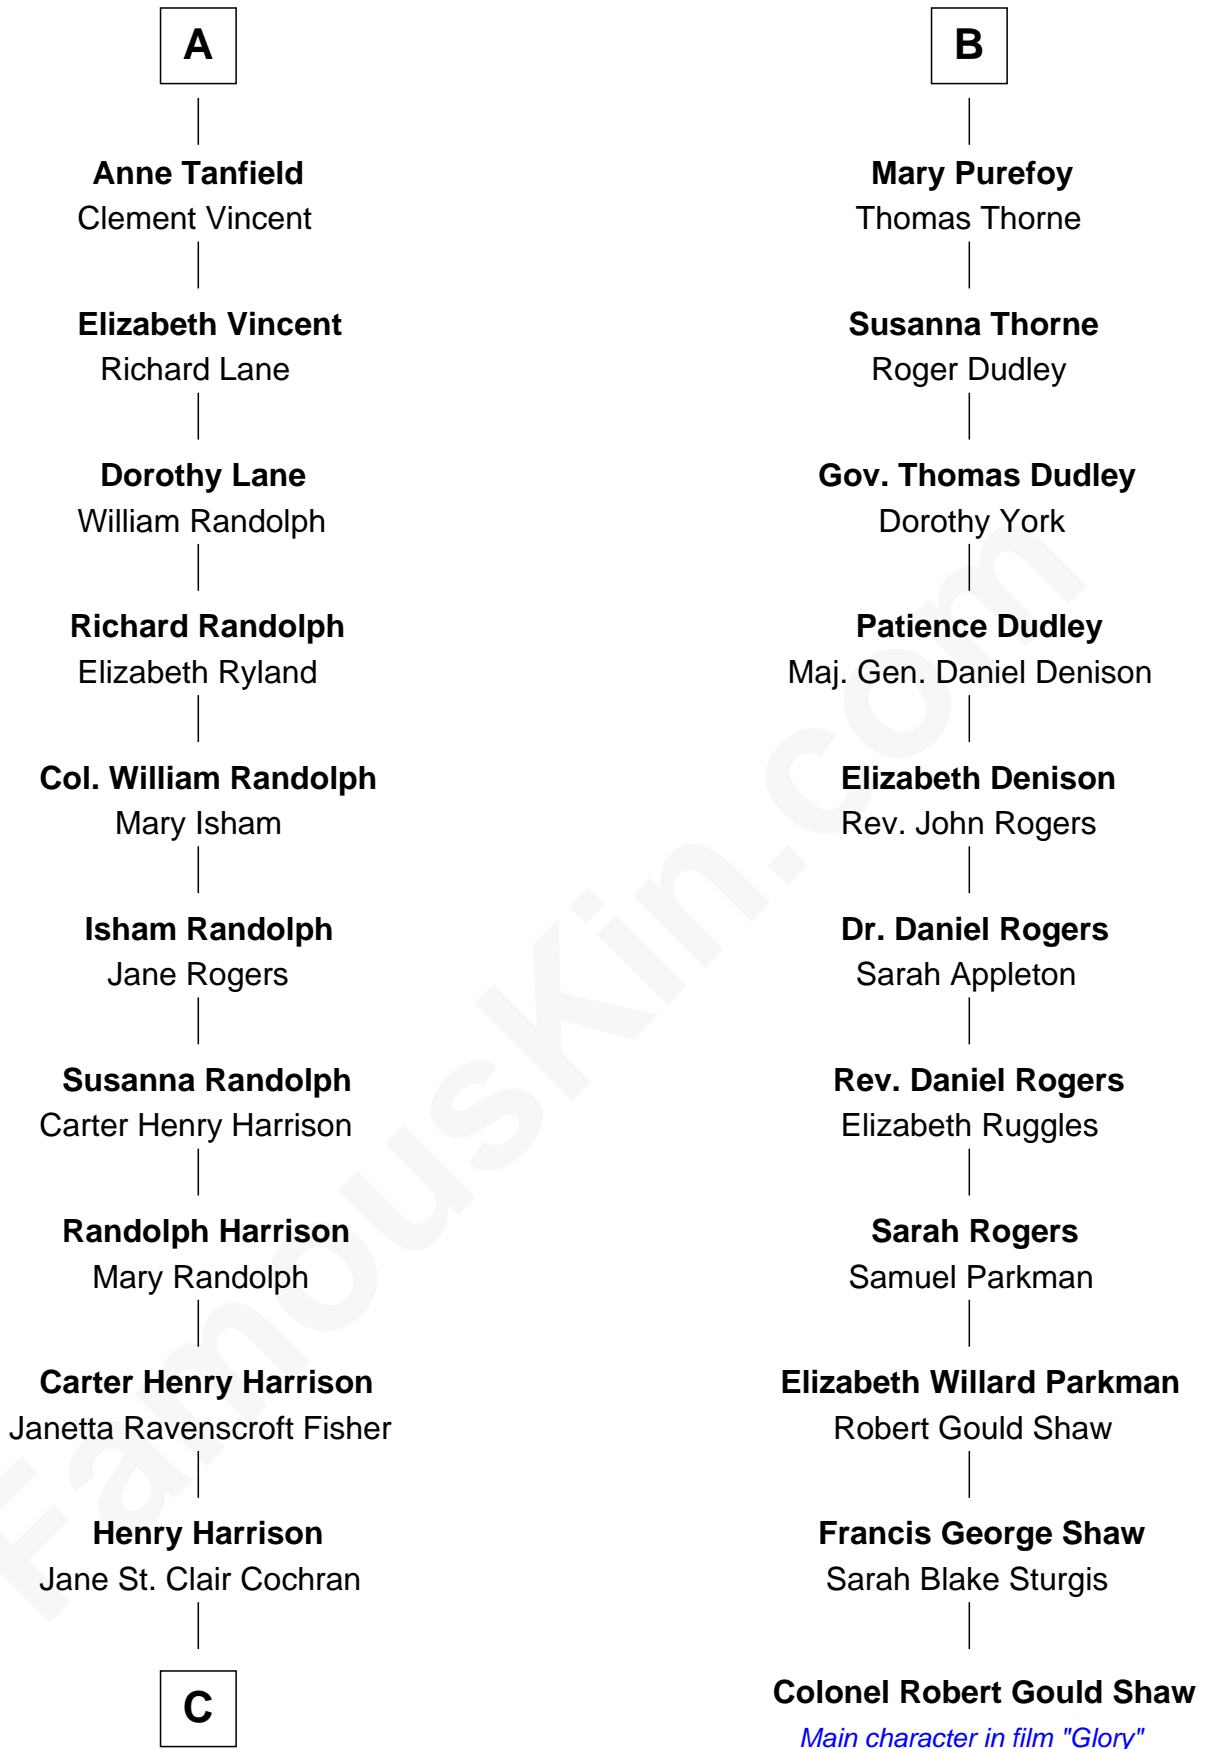 A
Anne Tanfield
Clement Vincent
Elizabeth Vincent
Richard Lane
Dorothy Lane
William Randolph
Richard Randolph
Elizabeth Ryland
Col. William Randolph
Mary Isham
Isham Randolph
Jane Rogers
Susanna Randolph
Carter Henry Harrison
Randolph Harrison
Mary Randolph
Carter Henry Harrison
Janetta Ravenscroft Fisher
Henry Harrison
Jane St. Clair Cochran
C
B
Mary Purefoy
Thomas Thorne
Susanna Thorne
Roger Dudley
Gov. Thomas Dudley
Dorothy York
Patience Dudley
Maj. Gen. Daniel Denison
Elizabeth Denison
Rev. John Rogers
Dr. Daniel Rogers
Sarah Appleton
Rev. Daniel Rogers
Elizabeth Ruggles
Sarah Rogers
Samuel Parkman
Elizabeth Willard Parkman
Robert Gould Shaw
Francis George Shaw
Sarah Blake Sturgis
Colonel Robert Gould Shaw
Main character in film "Glory"
FamousKin.com